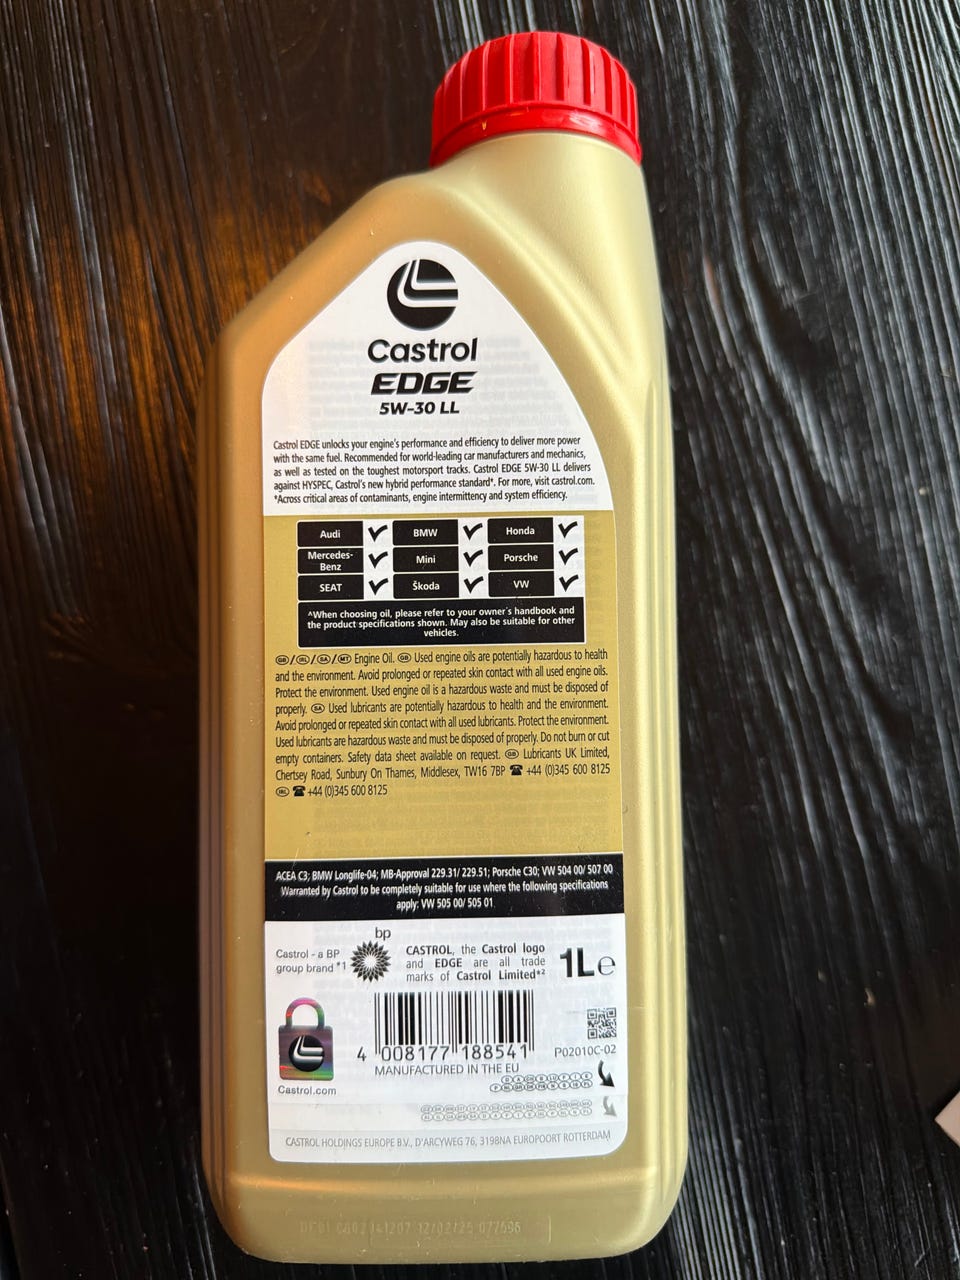 Castrol
EDGE
5W-30 LL
Castrol EDGE unlocks your engine's performance and efficiency to deliver more power
with the same fuel. Recommended for world-leading car manufacturers and mechanics,
as well as tested on the toughest motorsport tracks. Castrol EDGE 5W-30 LL delivers
against HYSPEC, Castrol's new hybrid performance standard*. For more, visit castrol.com.
*Across critical areas of contaminants, engine intermittency and system efficiency.
Audi ✓ BMW ✓ Honda ✓
Mercedes-
Benz ✓ Mini ✓ Porsche ✓
SEAT ✓ Škoda ✓ VW ✓
^When choosing oil, please refer to your owner's handbook and
the product specifications shown. May also be suitable for other
vehicles.
GB/IRL/SA/MT Engine Oil. GB Used engine oils are potentially hazardous to health
and the environment. Avoid prolonged or repeated skin contact with all used engine oils.
Protect the environment. Used engine oil is a hazardous waste and must be disposed of
properly. SA Used lubricants are potentially hazardous to health and the environment.
Avoid prolonged or repeated skin contact with all used lubricants. Protect the environment.
Used lubricants are hazardous waste and must be disposed of properly. Do not burn or cut
empty containers. Safety data sheet available on request. GB Lubricants UK Limited,
Chertsey Road, Sunbury On Thames, Middlesex, TW16 7BP ☎ +44 (0)345 600 8125
IRL ☎ +44 (0)345 600 8125
ACEA C3; BMW Longlife-04; MB-Approval 229.31/ 229.51; Porsche C30; VW 504 00/ 507 00
Warranted by Castrol to be completely suitable for use where the following specifications
apply: VW 505 00/ 505 01
bp
Castrol - a BP
group brand *1
CASTROL, the Castrol logo
and EDGE are all trade
marks of Castrol Limited*2
1L e
4 008177 188541
P02010C-02
MANUFACTURED IN THE EU
Castrol.com
CASTROL HOLDINGS EUROPE B.V., D'ARCYWEG 76, 3198NA EUROPOORT ROTTERDAM
12/02/25